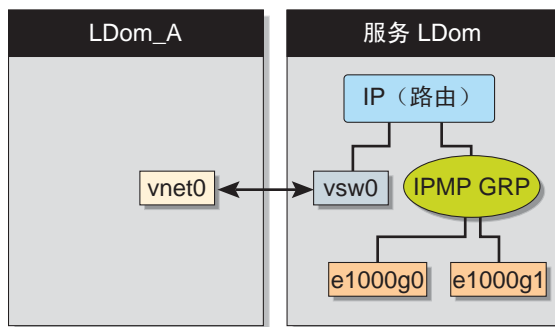 LDom_A
服务 LDom
IP（路由）
vnet0
vsw0
IPMP GRP
e1000g0
e1000g1